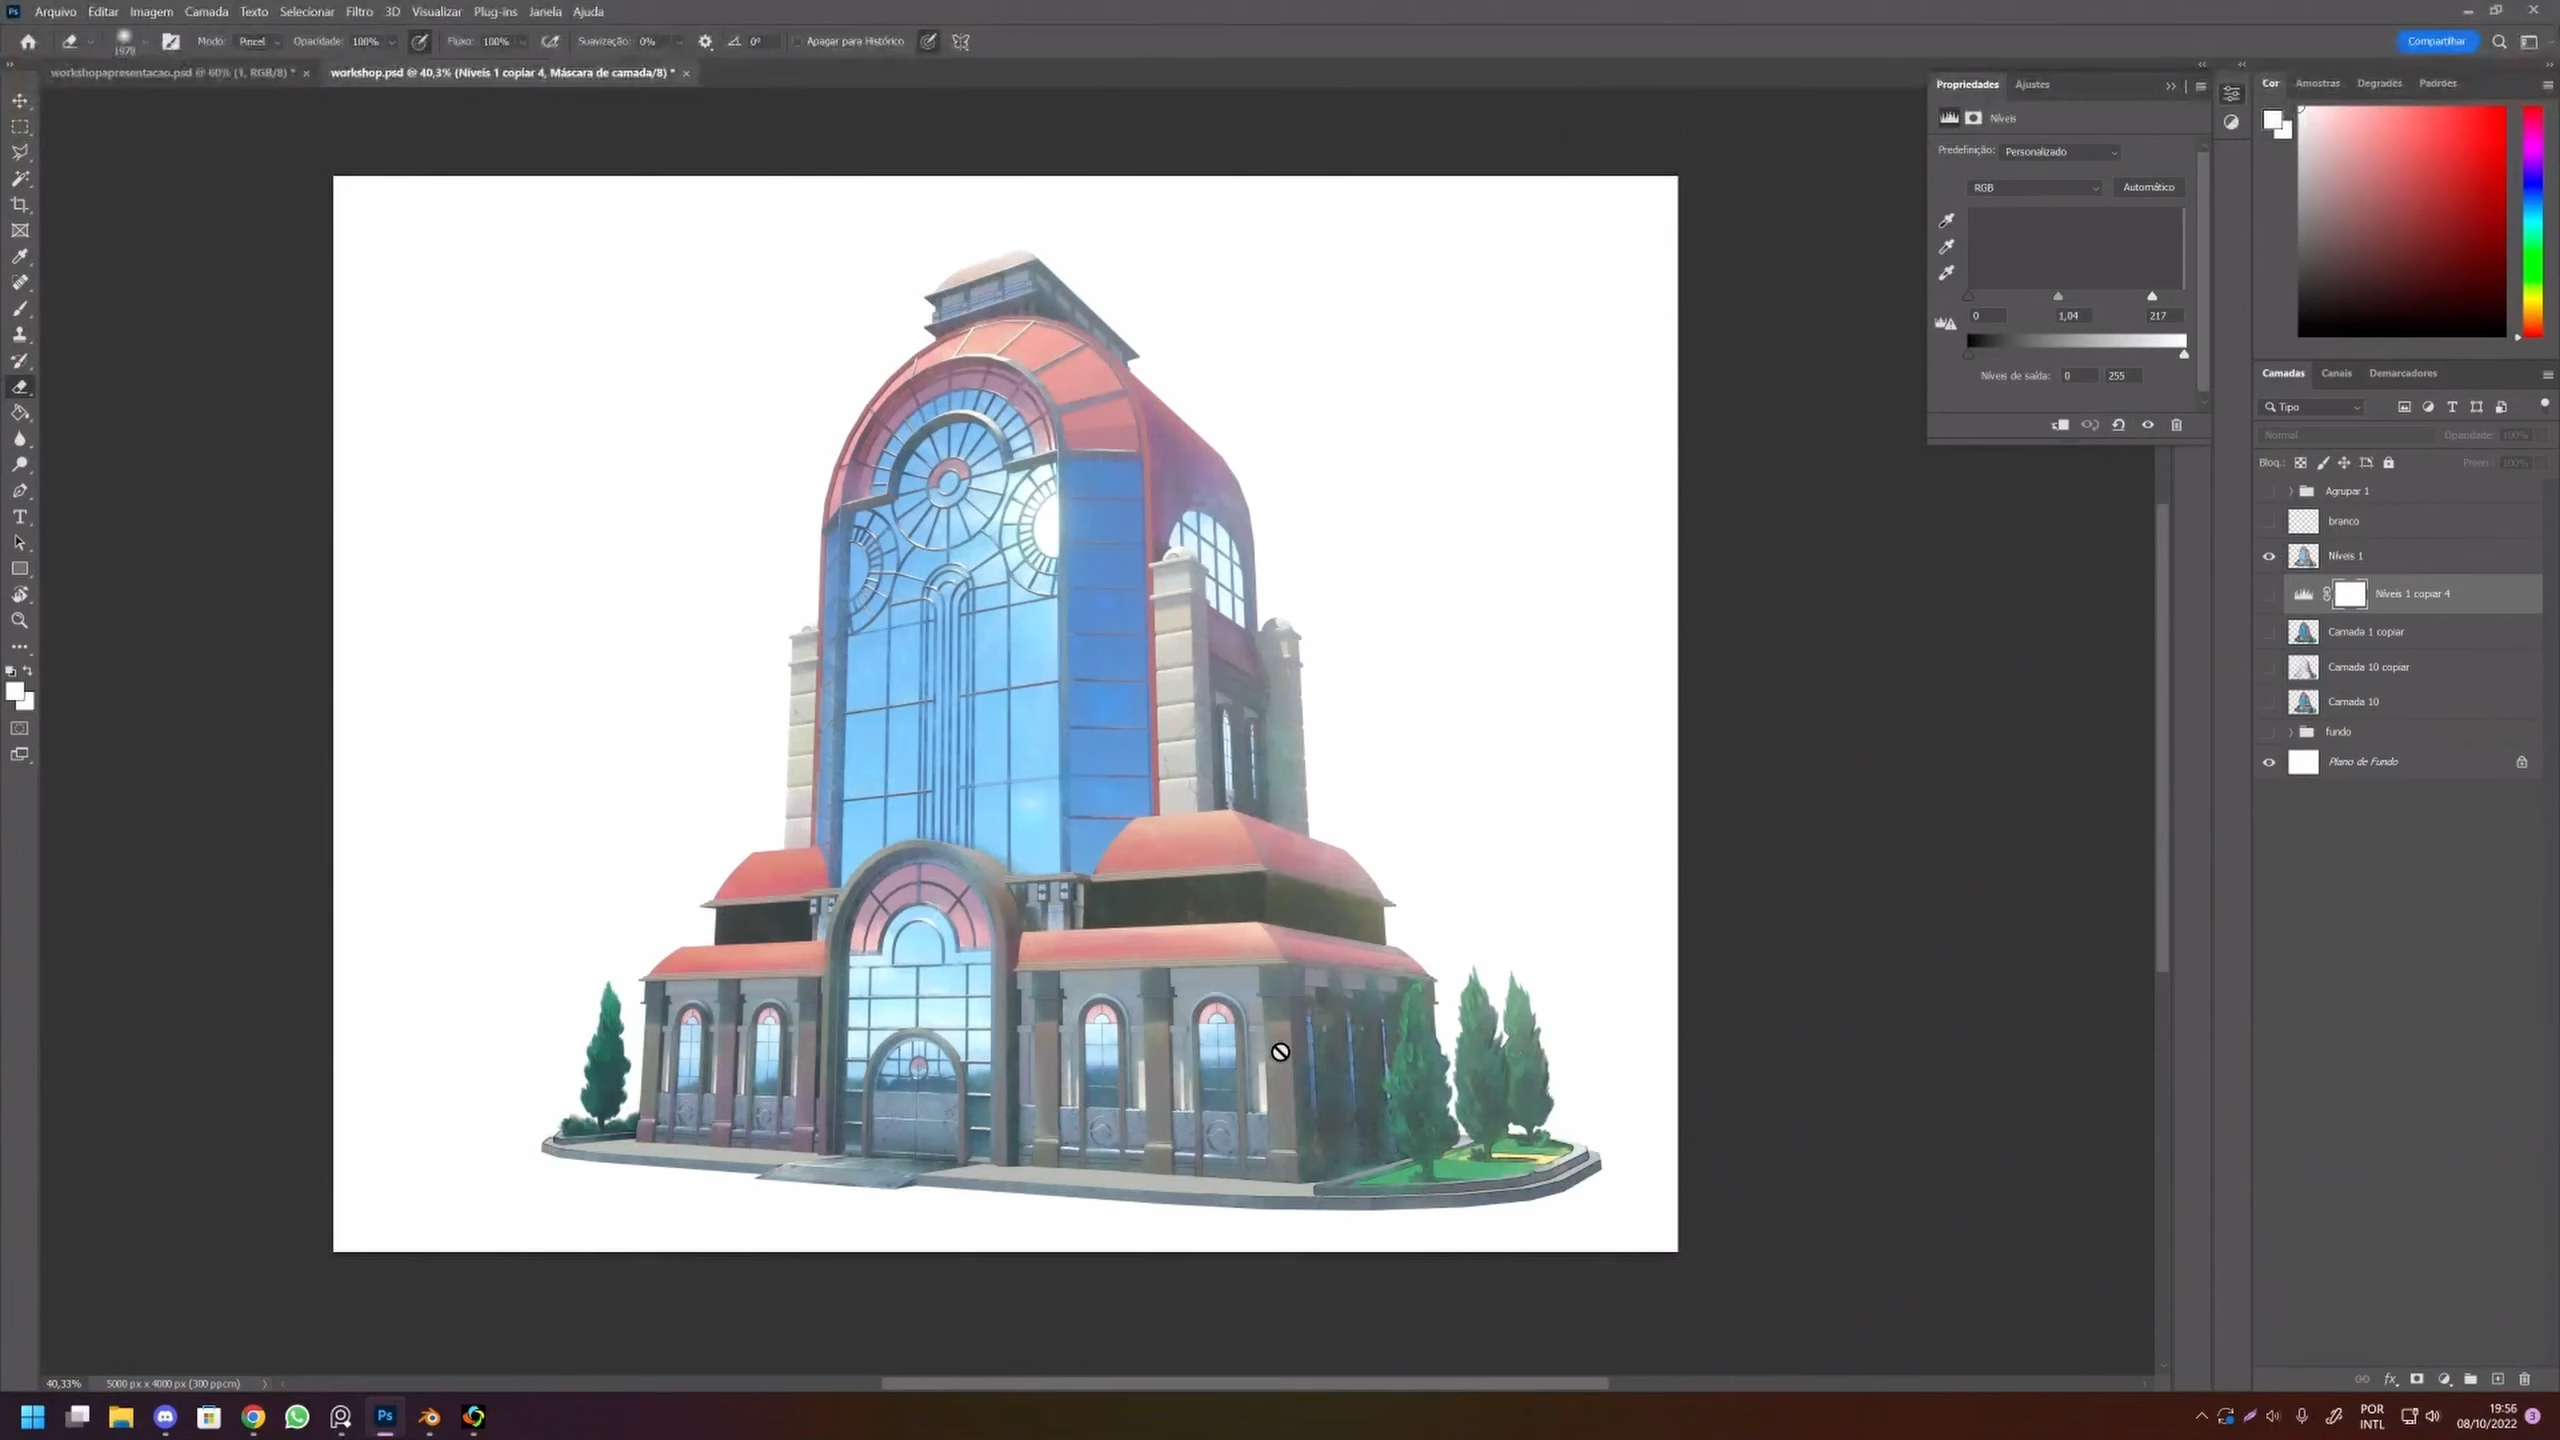 Ps Arquivo Editar Imagem Camada Texto Selecionar Filtro 3D Visualizar Plug-ins Janela Ajuda
1978 Modo: Pincel Opacidade: 100% Fluxo: 100% Suavização: 0% 0° Apagar para Histórico Compartilhar
workshopapresentacao.psd @ 60% (1, RGB/8) * × workshop.psd @ 40,3% (Níveis 1 copiar 4, Máscara de camada/8) * ×
Propriedades Ajustes
Níveis
Predefinição: Personalizado
RGB Automático
0 1,04 217
Níveis de saída: 0 255
Cor Amostras Degradês Padrões
Camadas Canais Demarcadores
Tipo
Normal Opacidade: 100%
Bloq.: Preen.: 100%
Agrupar 1
branco
Níveis 1
Níveis 1 copiar 4
Camada 1 copiar
Camada 10 copiar
Camada 10
fundo
Plano de Fundo
fx
40,33% 5000 px x 4000 px (300 ppcm)
Ps
POR
INTL
19:56
08/10/2022
3